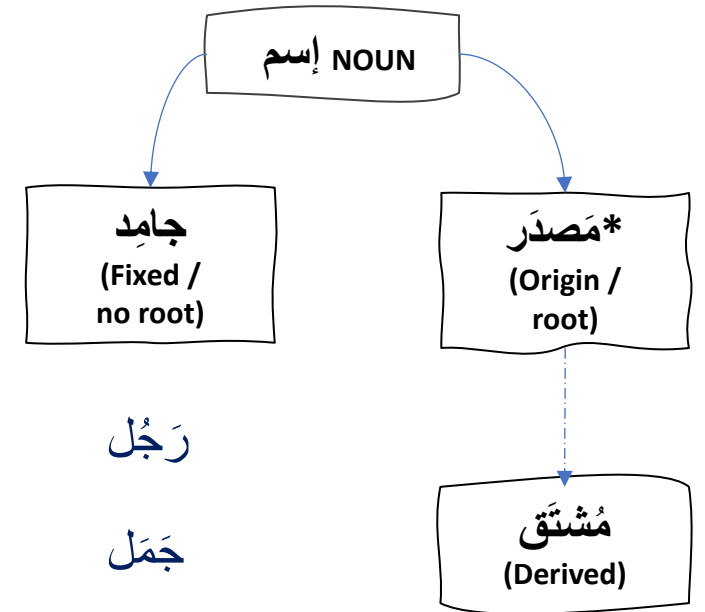 إسم NOUN
جامِد
(Fixed /
no root)
*مَصدَر
(Origin /
root)
رَجُل
جَمَل
مُشتَق
(Derived)